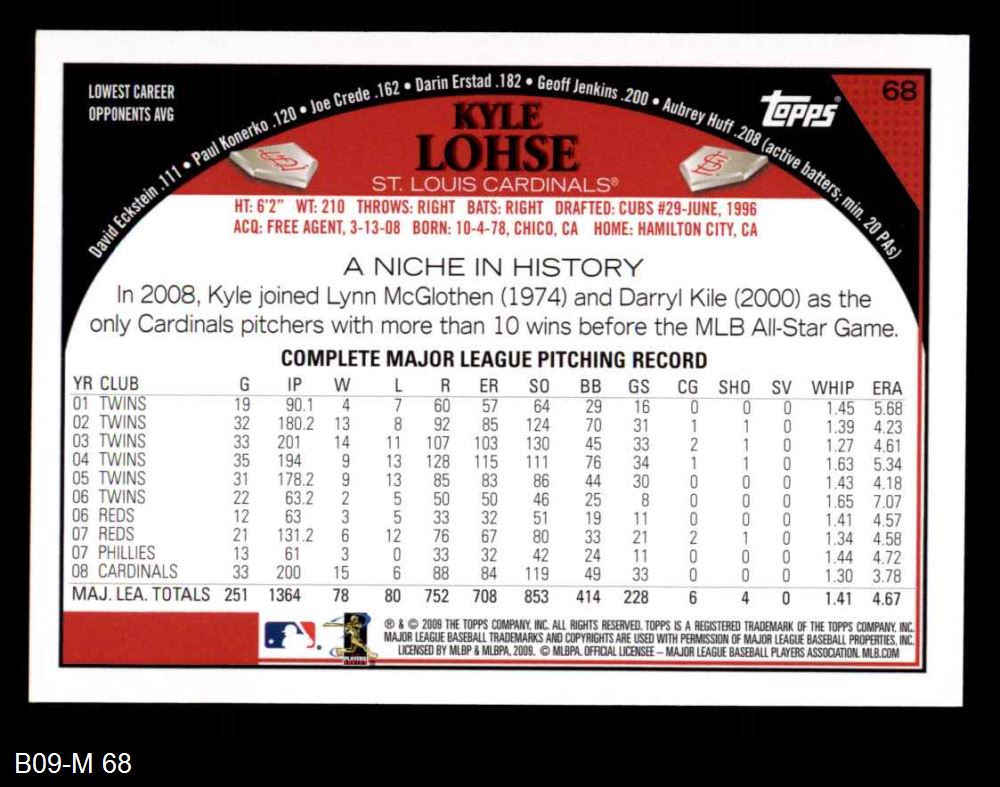 LOWEST CAREER
OPPONENTS AVG
David Eckstein .111 • Paul Konerko .120 • Joe Crede .162 • Darin Erstad .182 • Geoff Jenkins .200 • Aubrey Huff .208 (active batters; min. 20 PAs)
topps®
68
KYLE
LOHSE
ST. LOUIS CARDINALS®
HT: 6'2" WT: 210 THROWS: RIGHT BATS: RIGHT DRAFTED: CUBS #29-JUNE, 1996
ACQ: FREE AGENT, 3-13-08 BORN: 10-4-78, CHICO, CA HOME: HAMILTON CITY, CA
A NICHE IN HISTORY
In 2008, Kyle joined Lynn McGlothen (1974) and Darryl Kile (2000) as the
only Cardinals pitchers with more than 10 wins before the MLB All-Star Game.
COMPLETE MAJOR LEAGUE PITCHING RECORD
YR CLUB G IP W L R ER SO BB GS CG SHO SV WHIP ERA
01 TWINS 19 90.1 4 7 60 57 64 29 16 0 0 0 1.45 5.68
02 TWINS 32 180.2 13 8 92 85 124 70 31 1 1 0 1.39 4.23
03 TWINS 33 201 14 11 107 103 130 45 33 2 1 0 1.27 4.61
04 TWINS 35 194 9 13 128 115 111 76 34 1 1 0 1.63 5.34
05 TWINS 31 178.2 9 13 85 83 86 44 30 0 0 0 1.43 4.18
06 TWINS 22 63.2 2 5 50 50 46 25 8 0 0 0 1.65 7.07
06 REDS 12 63 3 5 33 32 51 19 11 0 0 0 1.41 4.57
07 REDS 21 131.2 6 12 76 67 80 33 21 2 1 0 1.34 4.58
07 PHILLIES 13 61 3 0 33 32 42 24 11 0 0 0 1.44 4.72
08 CARDINALS 33 200 15 6 88 84 119 49 33 0 0 0 1.30 3.78
MAJ. LEA. TOTALS 251 1364 78 80 752 708 853 414 228 6 4 0 1.41 4.67
® & © 2009 THE TOPPS COMPANY, INC. ALL RIGHTS RESERVED. TOPPS IS A REGISTERED TRADEMARK OF THE TOPPS COMPANY, INC.
MAJOR LEAGUE BASEBALL TRADEMARKS AND COPYRIGHTS ARE USED WITH PERMISSION OF MAJOR LEAGUE BASEBALL PROPERTIES, INC.
LICENSED BY MLBP & MLBPA, 2009. © MLBPA. OFFICIAL LICENSEE – MAJOR LEAGUE BASEBALL PLAYERS ASSOCIATION. MLB.COM
PLAYERS
B09-M 68